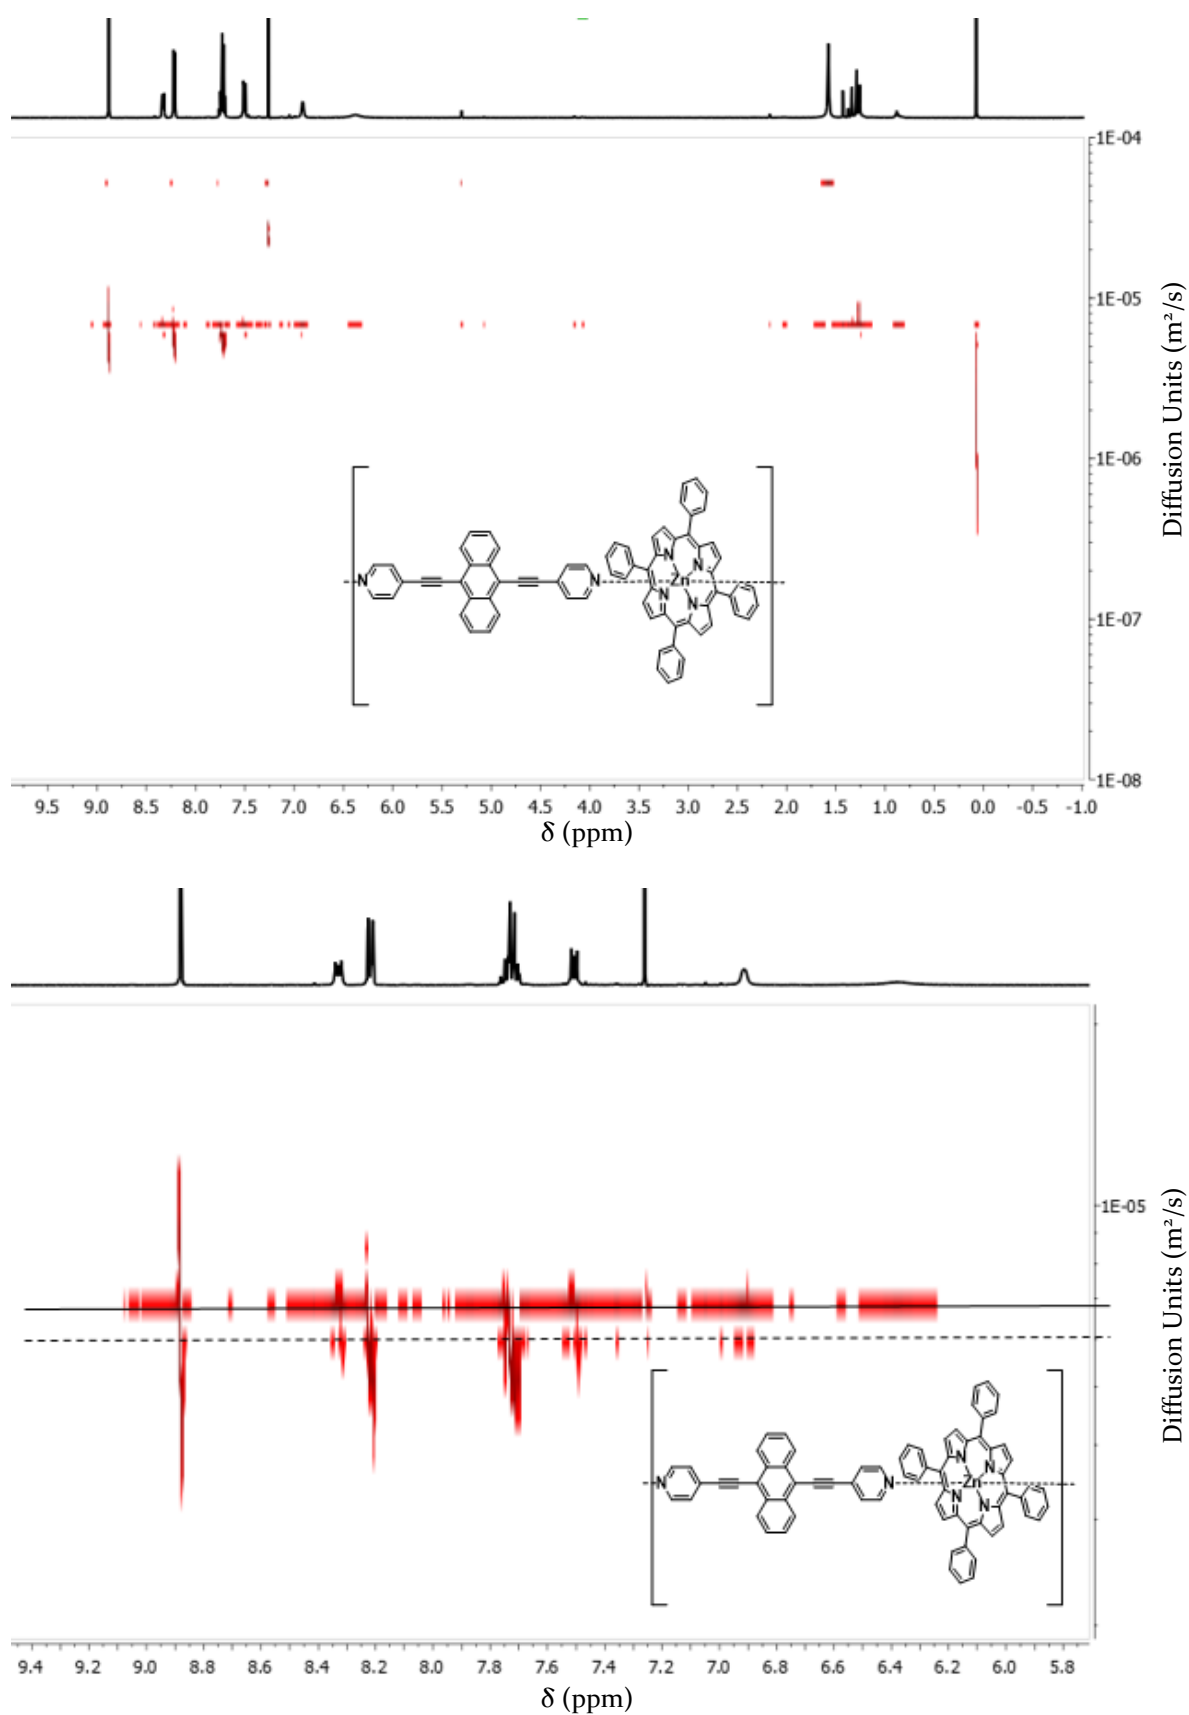 1E-04
1E-05
1E-06
1E-07
1E-08
Diffusion Units (m²/s)
N
N
N
N
Zn
N
N
9.5 9.0 8.5 8.0 7.5 7.0 6.5 6.0 5.5 5.0 4.5 4.0 3.5 3.0 2.5 2.0 1.5 1.0 0.5 0.0 -0.5 -1.0
δ (ppm)
1E-05
Diffusion Units (m²/s)
N
N
N
N
Zn
N
N
9.4 9.2 9.0 8.8 8.6 8.4 8.2 8.0 7.8 7.6 7.4 7.2 7.0 6.8 6.6 6.4 6.2 6.0 5.8
δ (ppm)